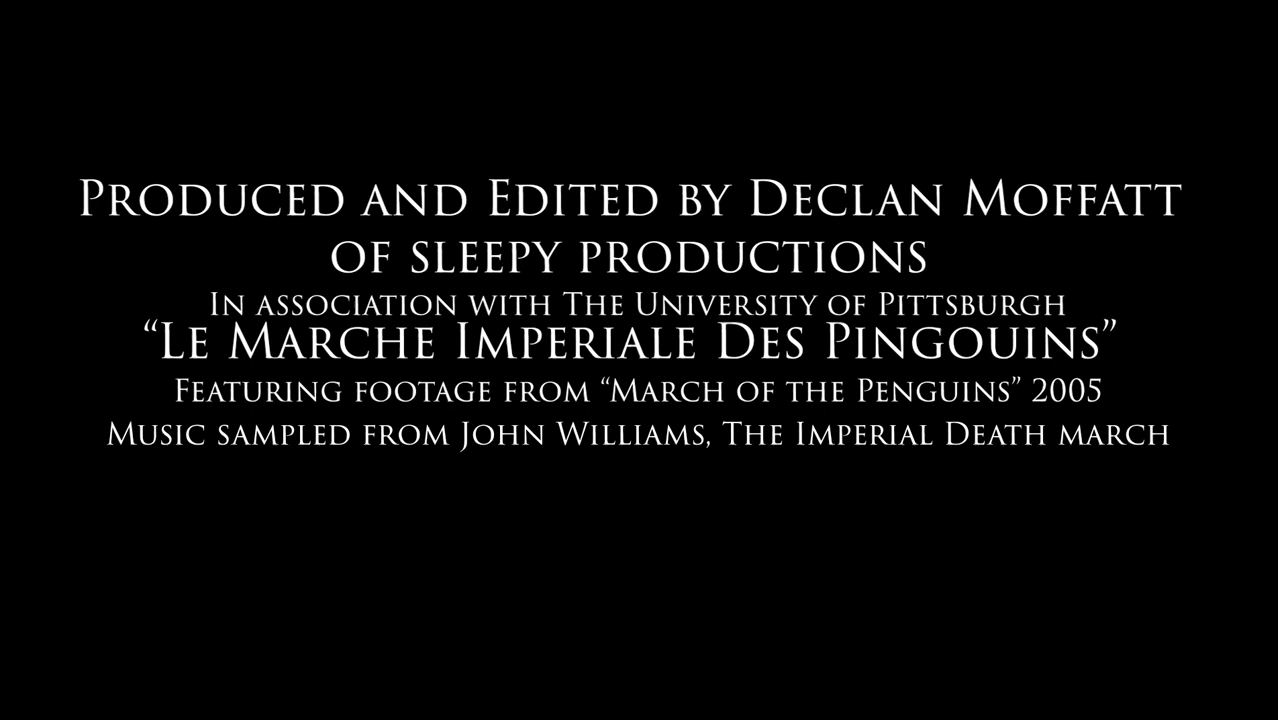 Produced and Edited by Declan Moffatt
of sleepy productions
In association with The University of Pittsburgh
“Le Marche Imperiale Des Pingouins”
Featuring footage from “March of the Penguins” 2005
Music sampled from John Williams, The Imperial Death march